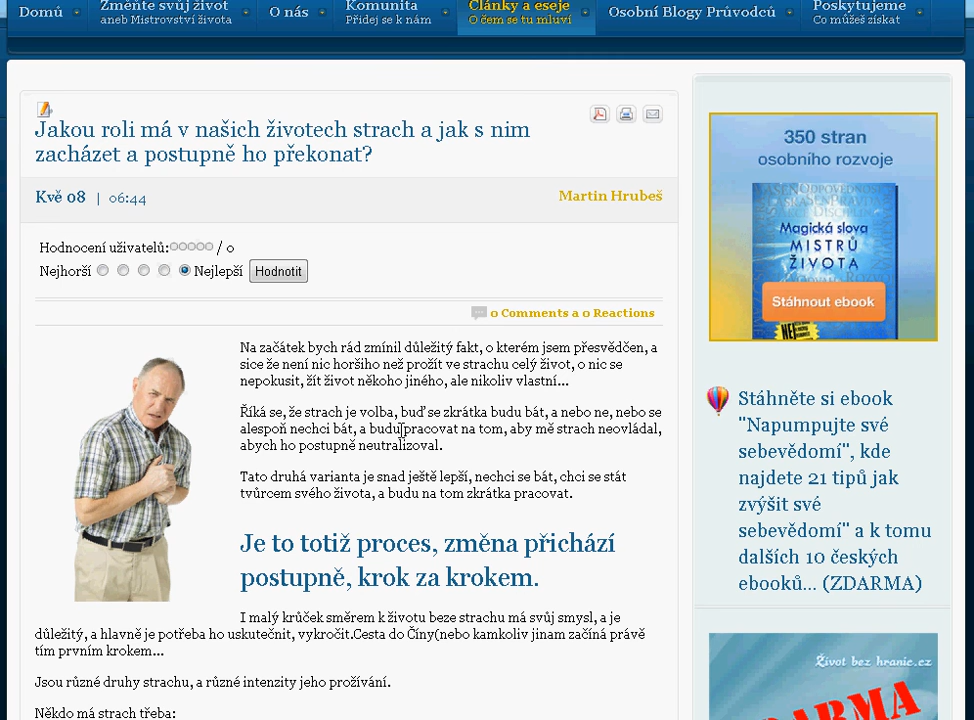 Domů
Změňte svůj život
aneb Mistrovství života
O nás
Komunita
Přidej se k nám
Články a eseje
O čem se tu mluví
Osobní Blogy Průvodců
Poskytujeme
Co můžeš získat
Jakou roli má v našich životech strach a jak s nim
zacházet a postupně ho překonat?
Kvě 08 | 06:44
Martin Hrubeš
Hodnocení uživatelů: / 0
Nejhorší Nejlepší Hodnotit
0 Comments a 0 Reactions
Na začátek bych rád zmínil důležitý fakt, o kterém jsem přesvědčen, a
sice že není nic horšiho než prožít ve strachu celý život, o nic se
nepokusit, žít život někoho jiného, ale nikoliv vlastní...
Říká se, že strach je volba, buď se zkrátka budu bát, a nebo ne, nebo se
alespoň nechci bát, a budu pracovat na tom, aby mě strach neovládal,
abych ho postupně neutralizoval.
Tato druhá varianta je snad ještě lepší, nechci se bát, chci se stát
tvůrcem svého života, a budu na tom zkrátka pracovat.
Je to totiž proces, změna přichází
postupně, krok za krokem.
I malý krůček směrem k životu beze strachu má svůj smysl, a je
důležitý, a hlavně je potřeba ho uskutečnit, vykročit.Cesta do Číny(nebo kamkoliv jinam začíná právě
tím prvním krokem...
Jsou různé druhy strachu, a různé intenzity jeho prožívání.
Někdo má strach třeba:
350 stran
osobního rozvoje
Magická slova
MISTRŮ
ŽIVOTA
Stáhnout ebook
Stáhněte si ebook
"Napumpujte své
sebevědomí", kde
najdete 21 tipů jak
zvýšit své
sebevědomí" a k tomu
dalších 10 českých
ebooků... (ZDARMA)
Život bez hranic.cz
ZDARMA